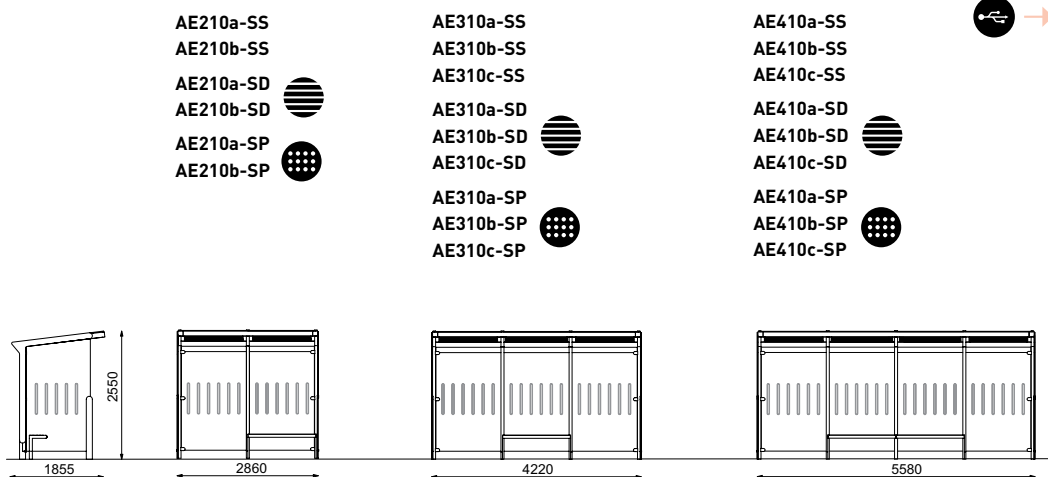 AE210a-SS
AE210b-SS
AE210a-SD
AE210b-SD
AE210a-SP
AE210b-SP
AE310a-SS
AE310b-SS
AE310c-SS
AE310a-SD
AE310b-SD
AE310c-SD
AE310a-SP
AE310b-SP
AE310c-SP
AE410a-SS
AE410b-SS
AE410c-SS
AE410a-SD
AE410b-SD
AE410c-SD
AE410a-SP
AE410b-SP
AE410c-SP
2550
1855
2860
4220
5580